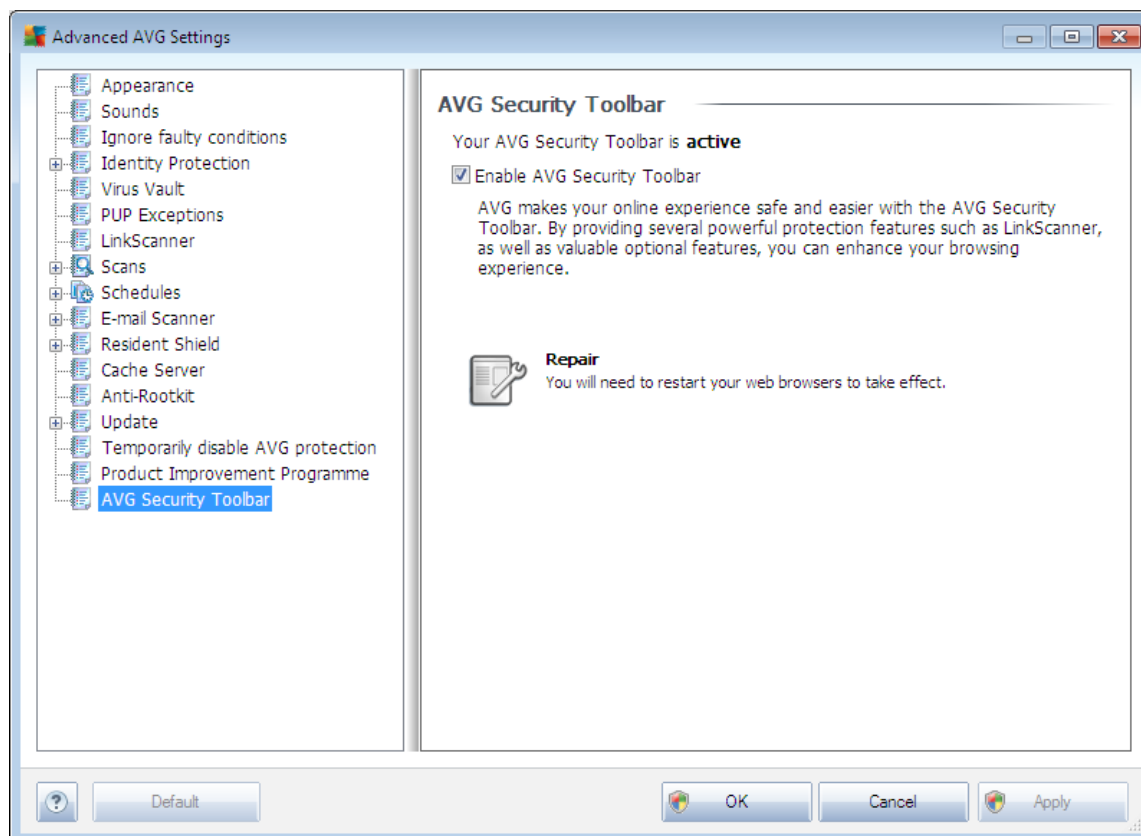 Advanced AVG Settings
Appearance
Sounds
Ignore faulty conditions
Identity Protection
Virus Vault
PUP Exceptions
LinkScanner
Scans
Schedules
E-mail Scanner
Resident Shield
Cache Server
Anti-Rootkit
Update
Temporarily disable AVG protection
Product Improvement Programme
AVG Security Toolbar
AVG Security Toolbar
Your AVG Security Toolbar is active
Enable AVG Security Toolbar
AVG makes your online experience safe and easier with the AVG Security
Toolbar. By providing several powerful protection features such as LinkScanner,
as well as valuable optional features, you can enhance your browsing
experience.
Repair
You will need to restart your web browsers to take effect.
?
Default
OK
Cancel
Apply